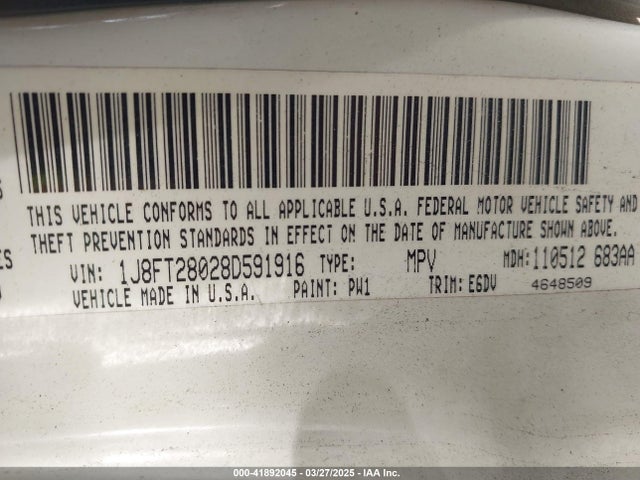 THIS VEHICLE CONFORMS TO ALL APPLICABLE U.S.A. FEDERAL MOTOR VEHICLE SAFETY AND
THEFT PREVENTION STANDARDS IN EFFECT ON THE DATE OF MANUFACTURE SHOWN ABOVE.
VIN: 1J8FT28028D591916 TYPE: MPV MDH: 110512 683AA
VEHICLE MADE IN U.S.A. PAINT: PW1 TRIM: E6DV 4648509
000-41892045 - 03/27/2025 - IAA Inc.